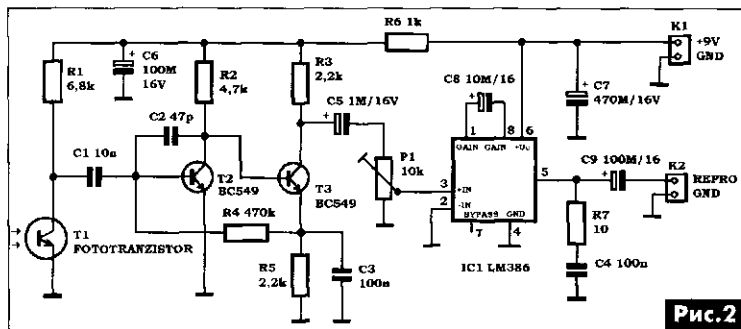 R6 1k
K1
+9V
GND
R1
6,8k
C6
100M
16V
R2
4,7k
R3
2,2k
C8 10M/16
C7
470M/16V
C5 1M/16V
C2 47p
C1 10n
T2
BC549
T3
BC549
P1
10k
1 8 6
GAIN GAIN +Uc
3 +IN
2 -IN
5
BYPASS GND
7 4
IC1 LM386
C9 100M/16
K2
REPRO
GND
R7
10
C4 100n
R4 470k
T1
FOTOTRANZISTOR
R5
2,2k
C3
100n
Рис.2